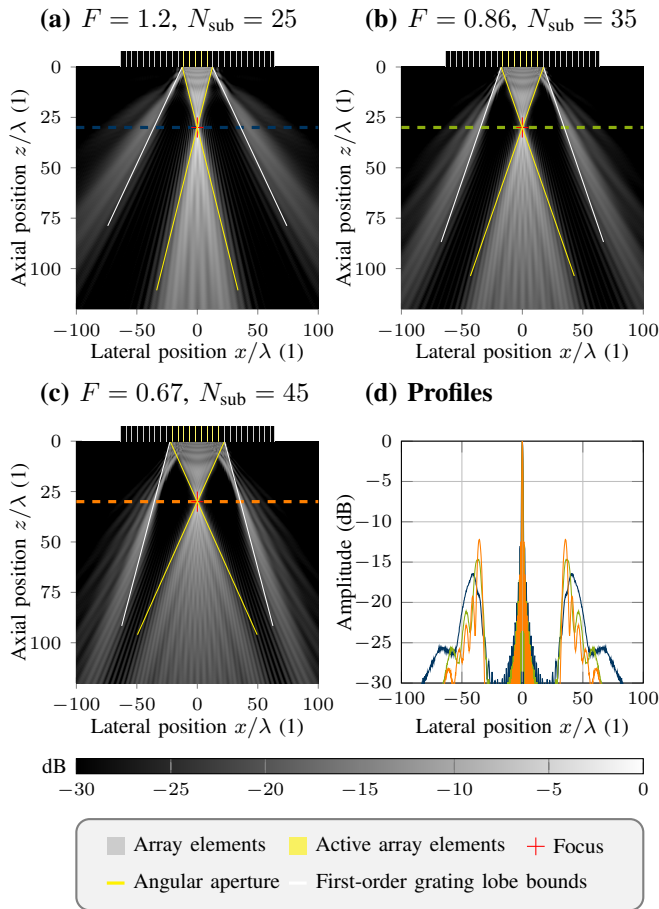 (a) F = 1.2, N_sub = 25
(b) F = 0.86, N_sub = 35
0
25
50
75
100
Axial position z/λ (1)
−100
−50
0
50
100
Lateral position x/λ (1)
0
25
50
75
100
Axial position z/λ (1)
−100
−50
0
50
100
Lateral position x/λ (1)
(c) F = 0.67, N_sub = 45
(d) Profiles
0
25
50
75
100
Axial position z/λ (1)
−100
−50
0
50
100
Lateral position x/λ (1)
0
−5
−10
−15
−20
−25
−30
Amplitude (dB)
−100
−50
0
50
100
Lateral position x/λ (1)
dB
−30
−25
−20
−15
−10
−5
0
Array elements
Active array elements
Focus
Angular aperture
First-order grating lobe bounds